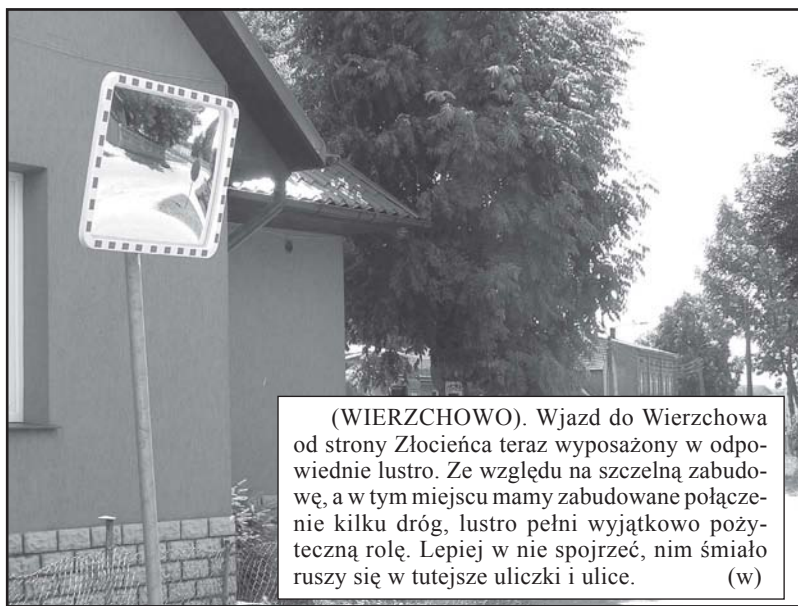 (WIERZCHOWO). Wjazd do Wierzchowa
od strony Złocieńca teraz wyposażony w odpo-
wiednie lustro. Ze względu na szczelną zabudo-
wę, a w tym miejscu mamy zabudowane połącze-
nie kilku dróg, lustro pełni wyjątkowo poży-
teczną rolę. Lepiej w nie spojrzeć, nim śmiało
ruszy się w tutejsze uliczki i ulice. (w)